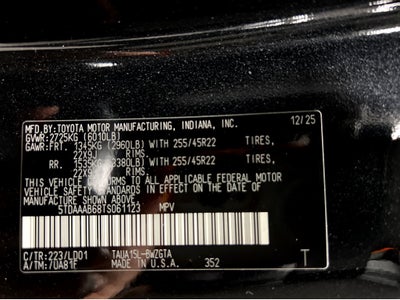 MFD.BY:TOYOTA MOTOR MANUFACTURING, INDIANA, INC. 12/25
GVWR:2725KG (6010LB)
GAWR:FRT. 1345KG (2960LB) WITH 255/45R22 TIRES,
22X9J RIMS
RR. 1535KG (3380LB) WITH 255/45R22 TIRES,
22X9J RIMS
THIS VEHICLE CONFORMS TO ALL APPLICABLE FEDERAL MOTOR
VEHICLE SAFETY STANDARDS IN EFFECT ON THE DATE OF
MANUFACTURE SHOWN ABOVE.
5TDAAAB68TS061123 MPV
C/TR:223/LD01 TAUA15L-BWZGTA
A/TM:/UA81F MADE IN U.S.A. 352 T